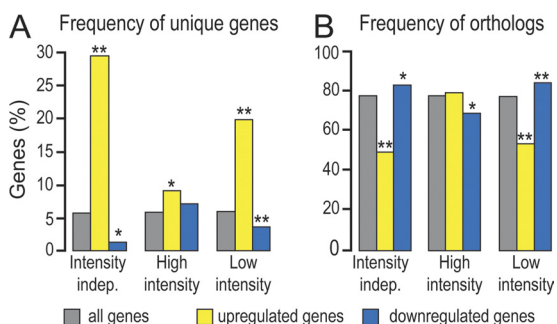 A Frequency of unique genes
Genes (%)
30
25
20
15
10
5
0
**
*
*
**
**
Intensity indep.
High intensity
Low intensity
B Frequency of orthologs
100
80
60
40
20
0
**
*
*
**
**
Intensity indep.
High intensity
Low intensity
all genes upregulated genes downregulated genes